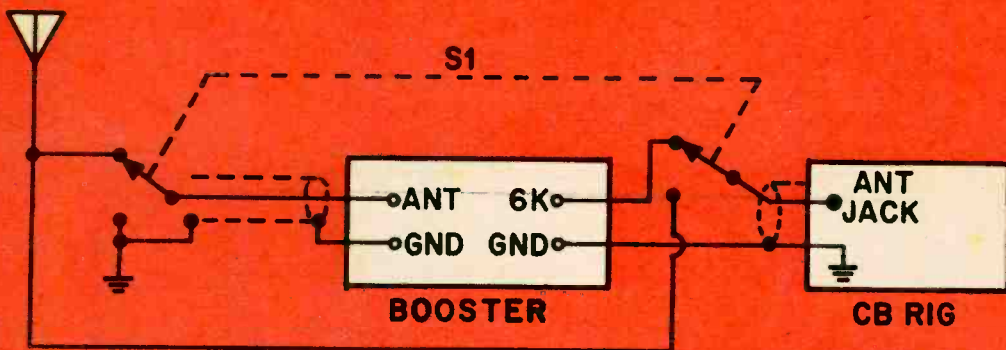 S1
ANT 6K
GND GND
BOOSTER
ANT
JACK
CB RIG